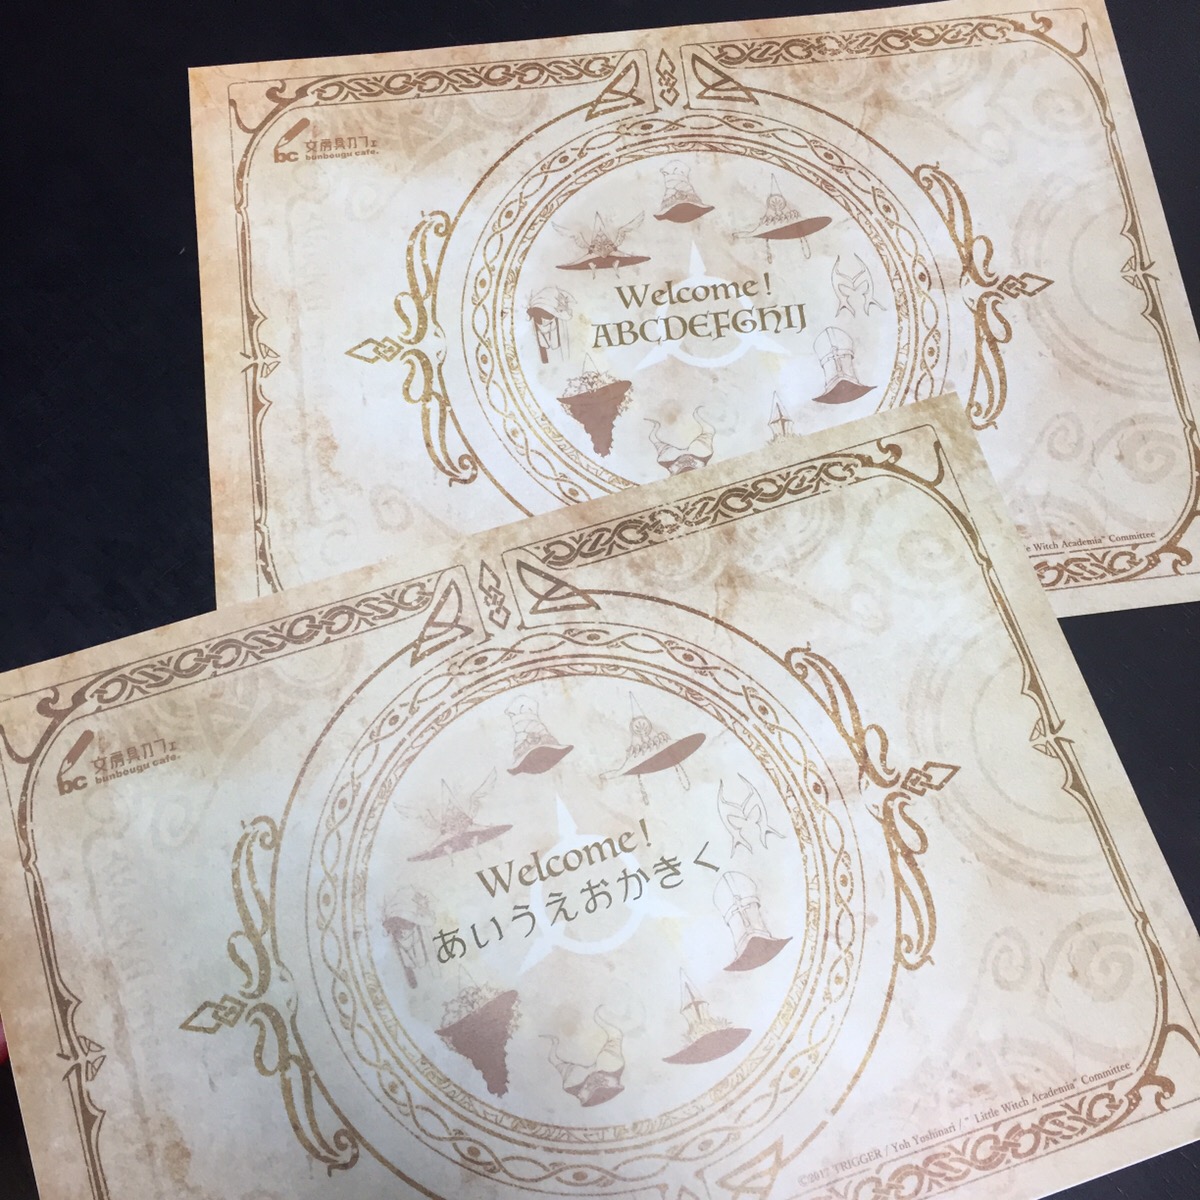 bc 文房具カフェ
bunbougu cafe.
Welcome!
ABCDEFGHIJ
le Witch Academia" Committee
bc 文房具カフェ
bunbougu cafe.
Welcome!
あいうえおかきく
©2017 TRIGGER / Yoh Yoshinari / " Little Witch Academia" Committee